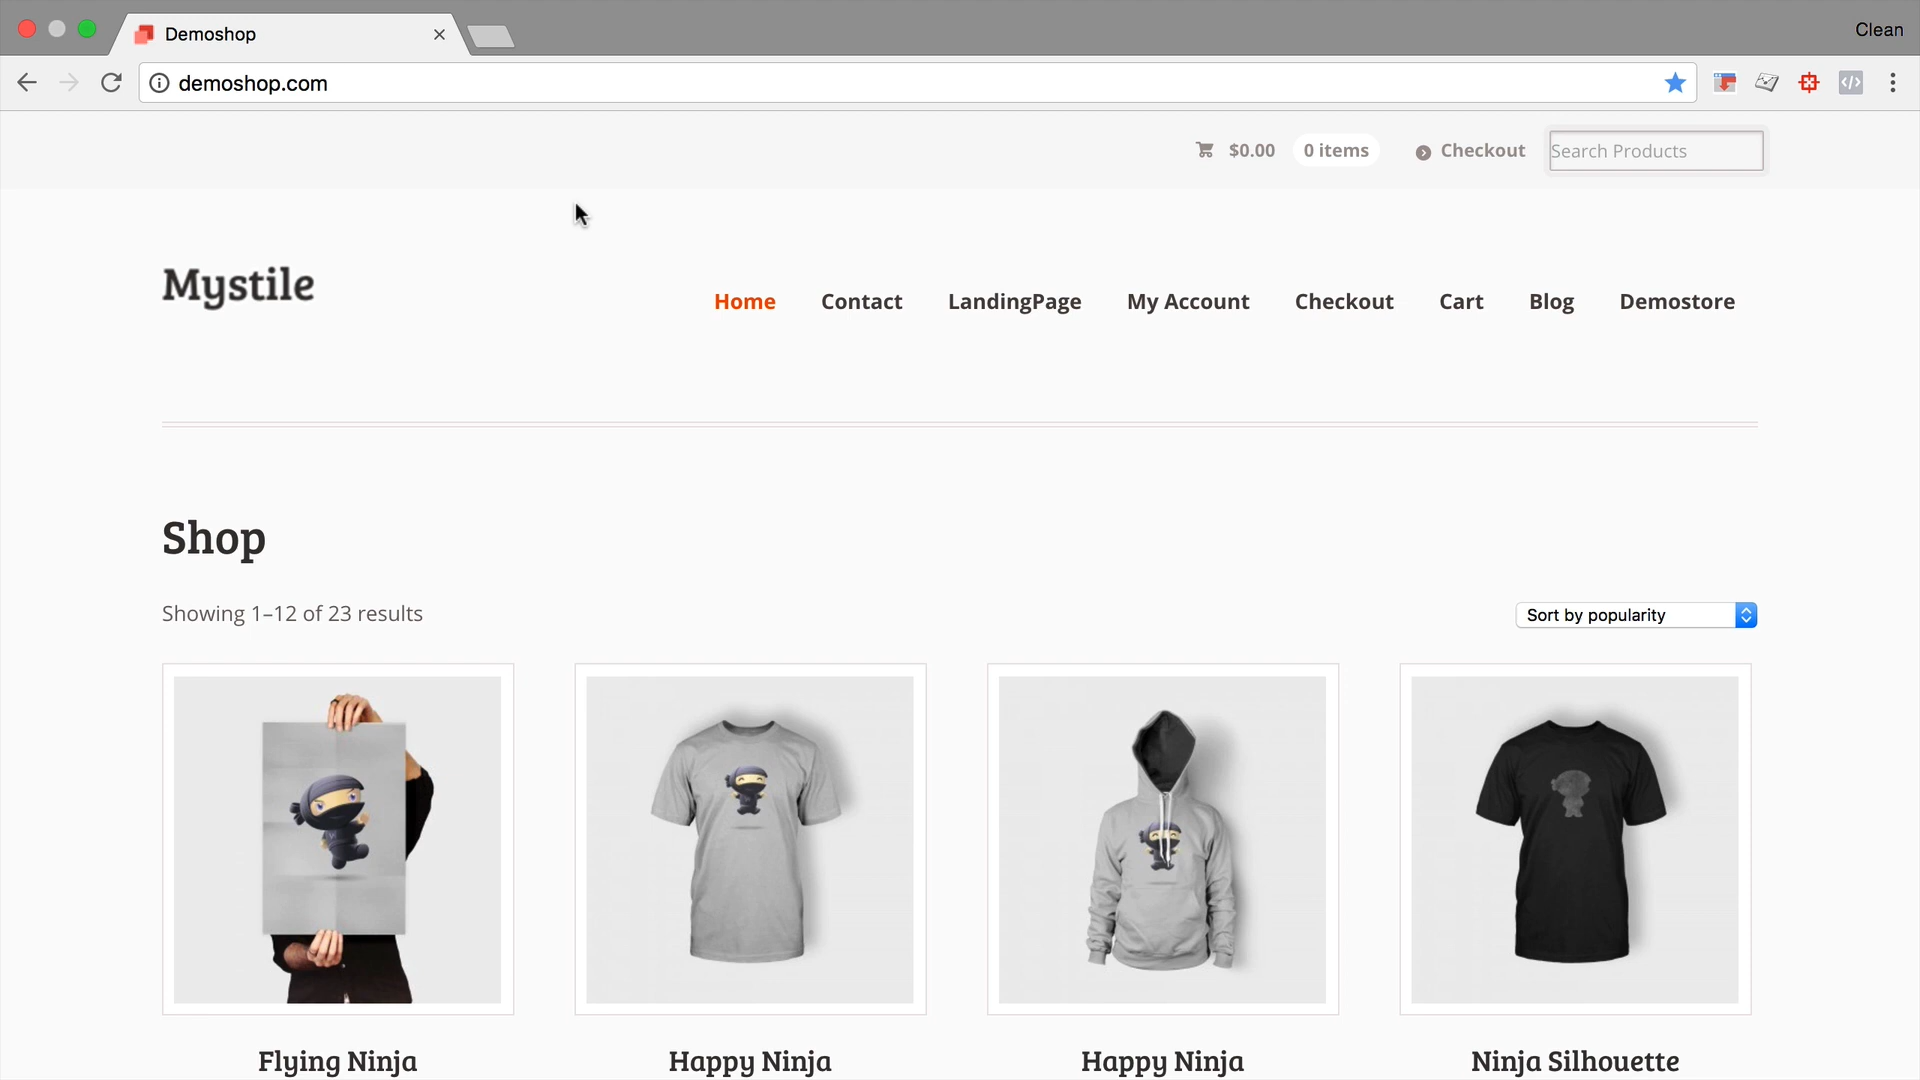 Demoshop
Clean
demoshop.com
$0.00 0 items Checkout Search Products
Mystile
Home Contact LandingPage My Account Checkout Cart Blog Demostore
Shop
Showing 1–12 of 23 results
Sort by popularity
Flying Ninja Happy Ninja Happy Ninja Ninja Silhouette